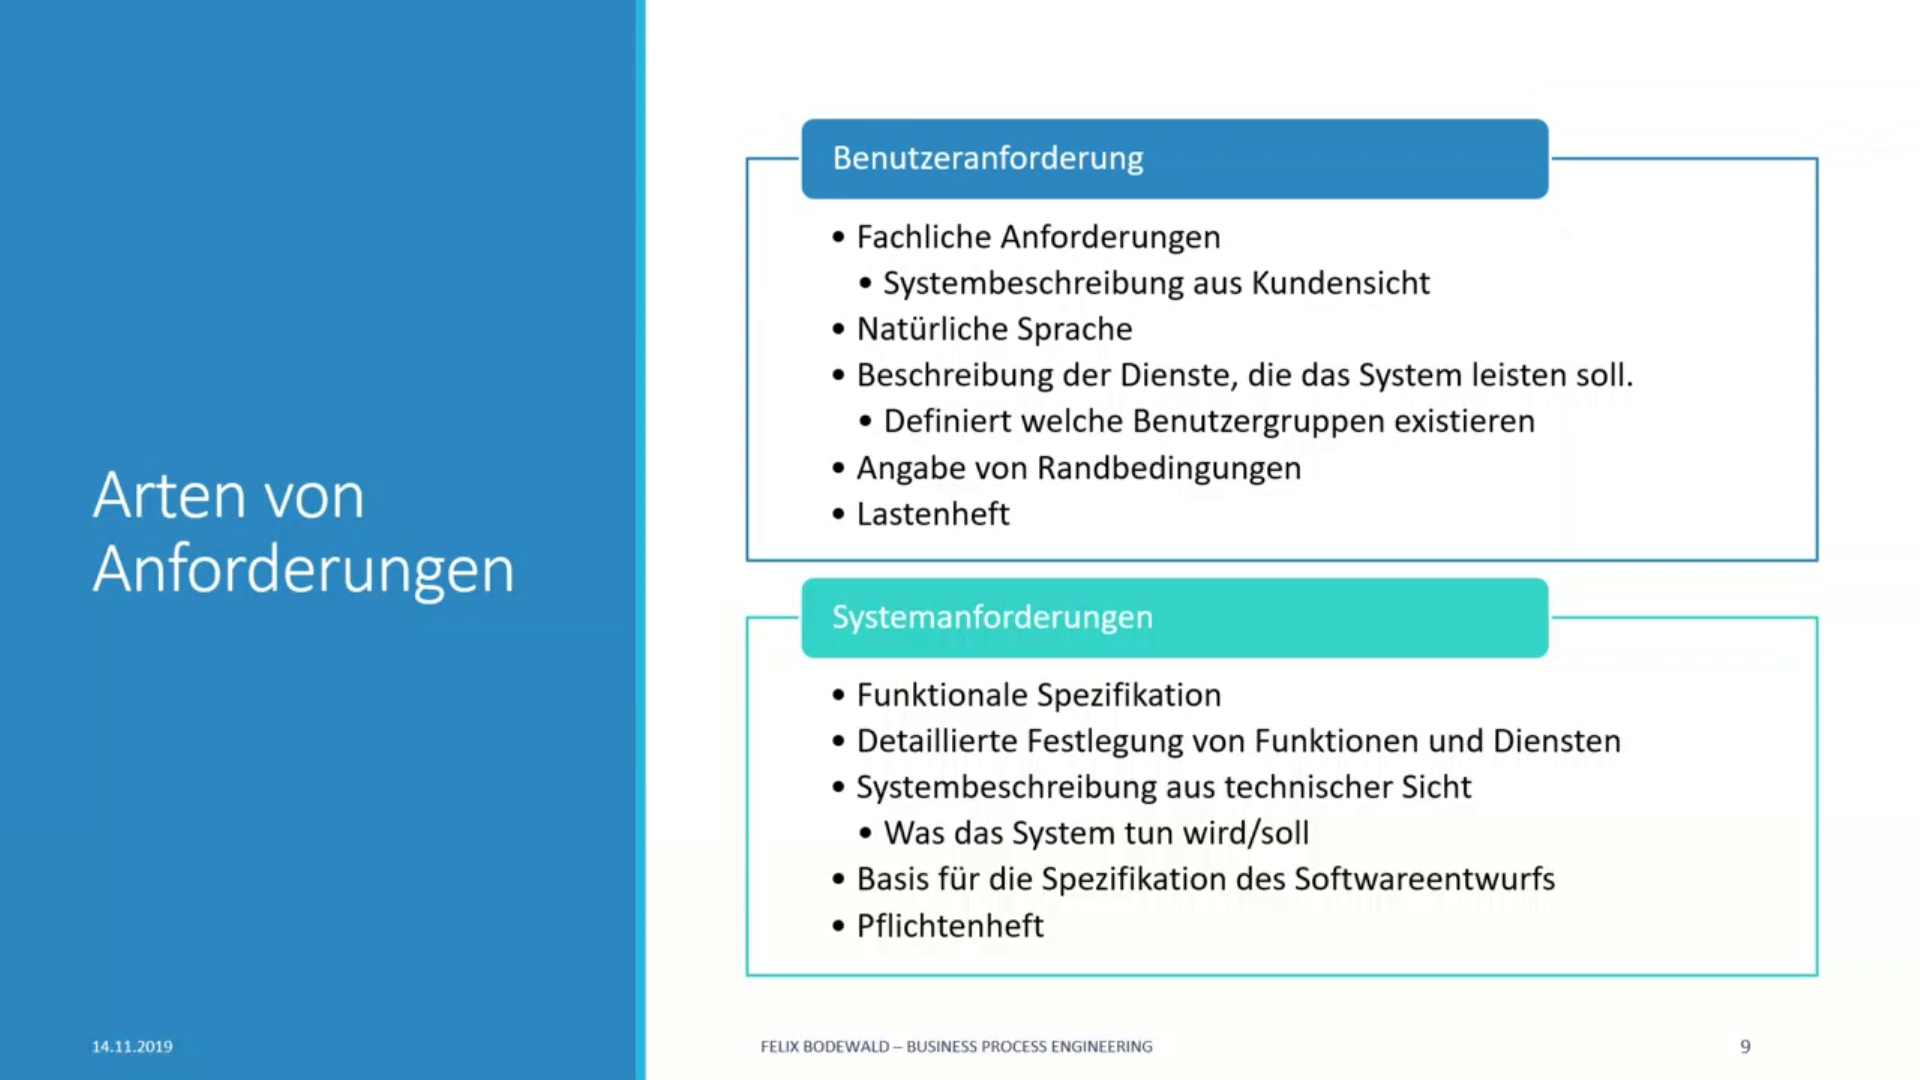 Arten von
Anforderungen
Benutzeranforderung
• Fachliche Anforderungen
• Systembeschreibung aus Kundensicht
• Natürliche Sprache
• Beschreibung der Dienste, die das System leisten soll.
• Definiert welche Benutzergruppen existieren
• Angabe von Randbedingungen
• Lastenheft
Systemanforderungen
• Funktionale Spezifikation
• Detaillierte Festlegung von Funktionen und Diensten
• Systembeschreibung aus technischer Sicht
• Was das System tun wird/soll
• Basis für die Spezifikation des Softwareentwurfs
• Pflichtenheft
14.11.2019
FELIX BODEWALD – BUSINESS PROCESS ENGINEERING
9